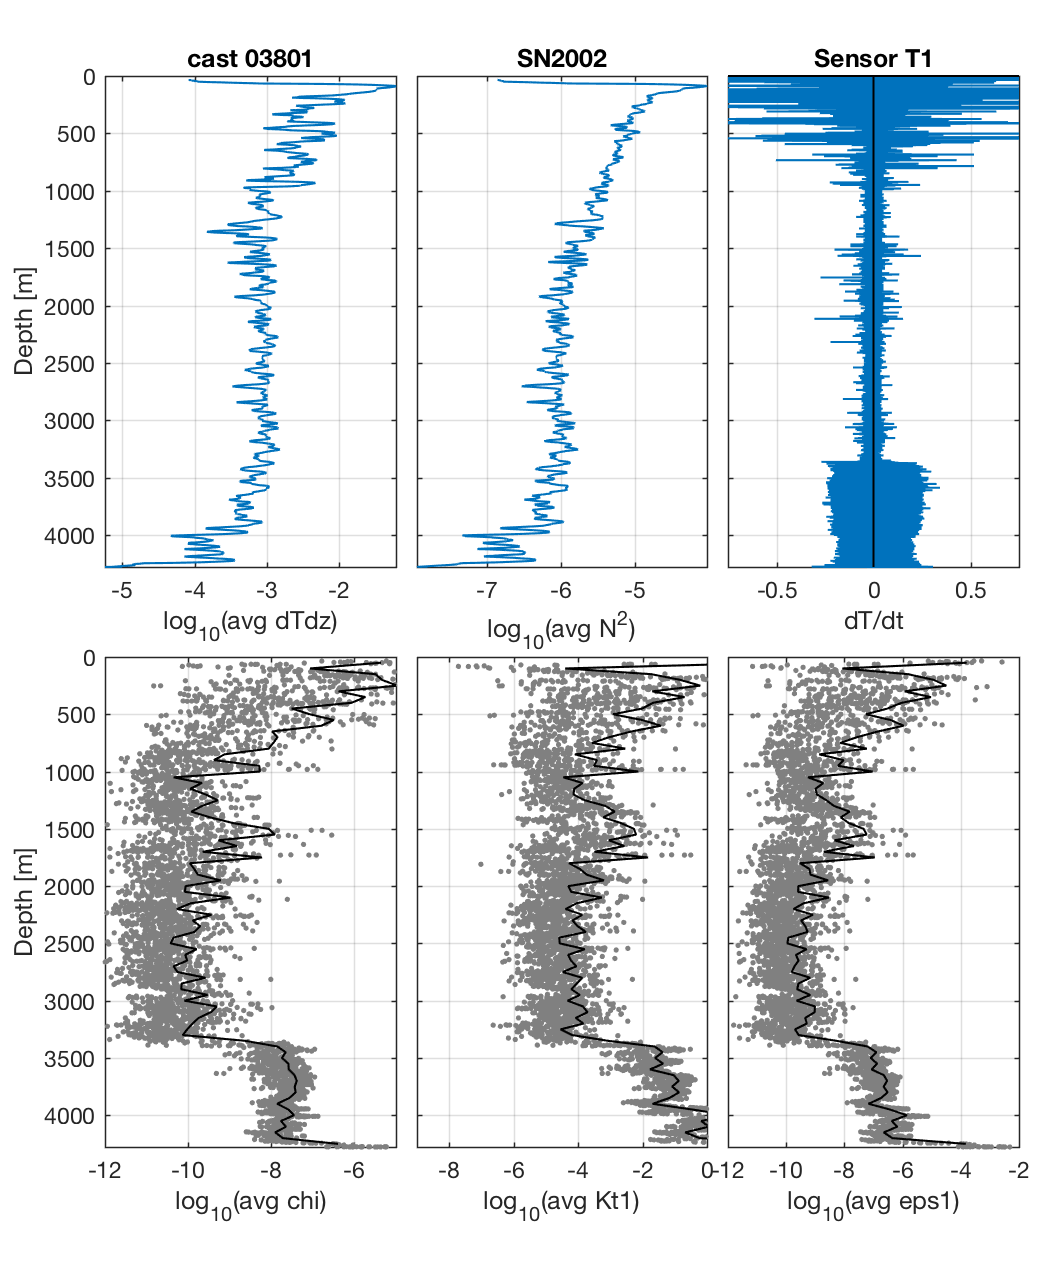 cast 03801 SN2002 Sensor T1
0
500
1000
1500
2000
2500
3000
3500
4000
Depth [m]
-5 -4 -3 -2 -7 -6 -5 -0.5 0 0.5
log10(avg dTdz) log10(avg N2) dT/dt
0
500
1000
1500
2000
2500
3000
3500
4000
Depth [m]
-12 -10 -8 -6 -8 -6 -4 -2 0 -12 -10 -8 -6 -4 -2
log10(avg chi) log10(avg Kt1) log10(avg eps1)